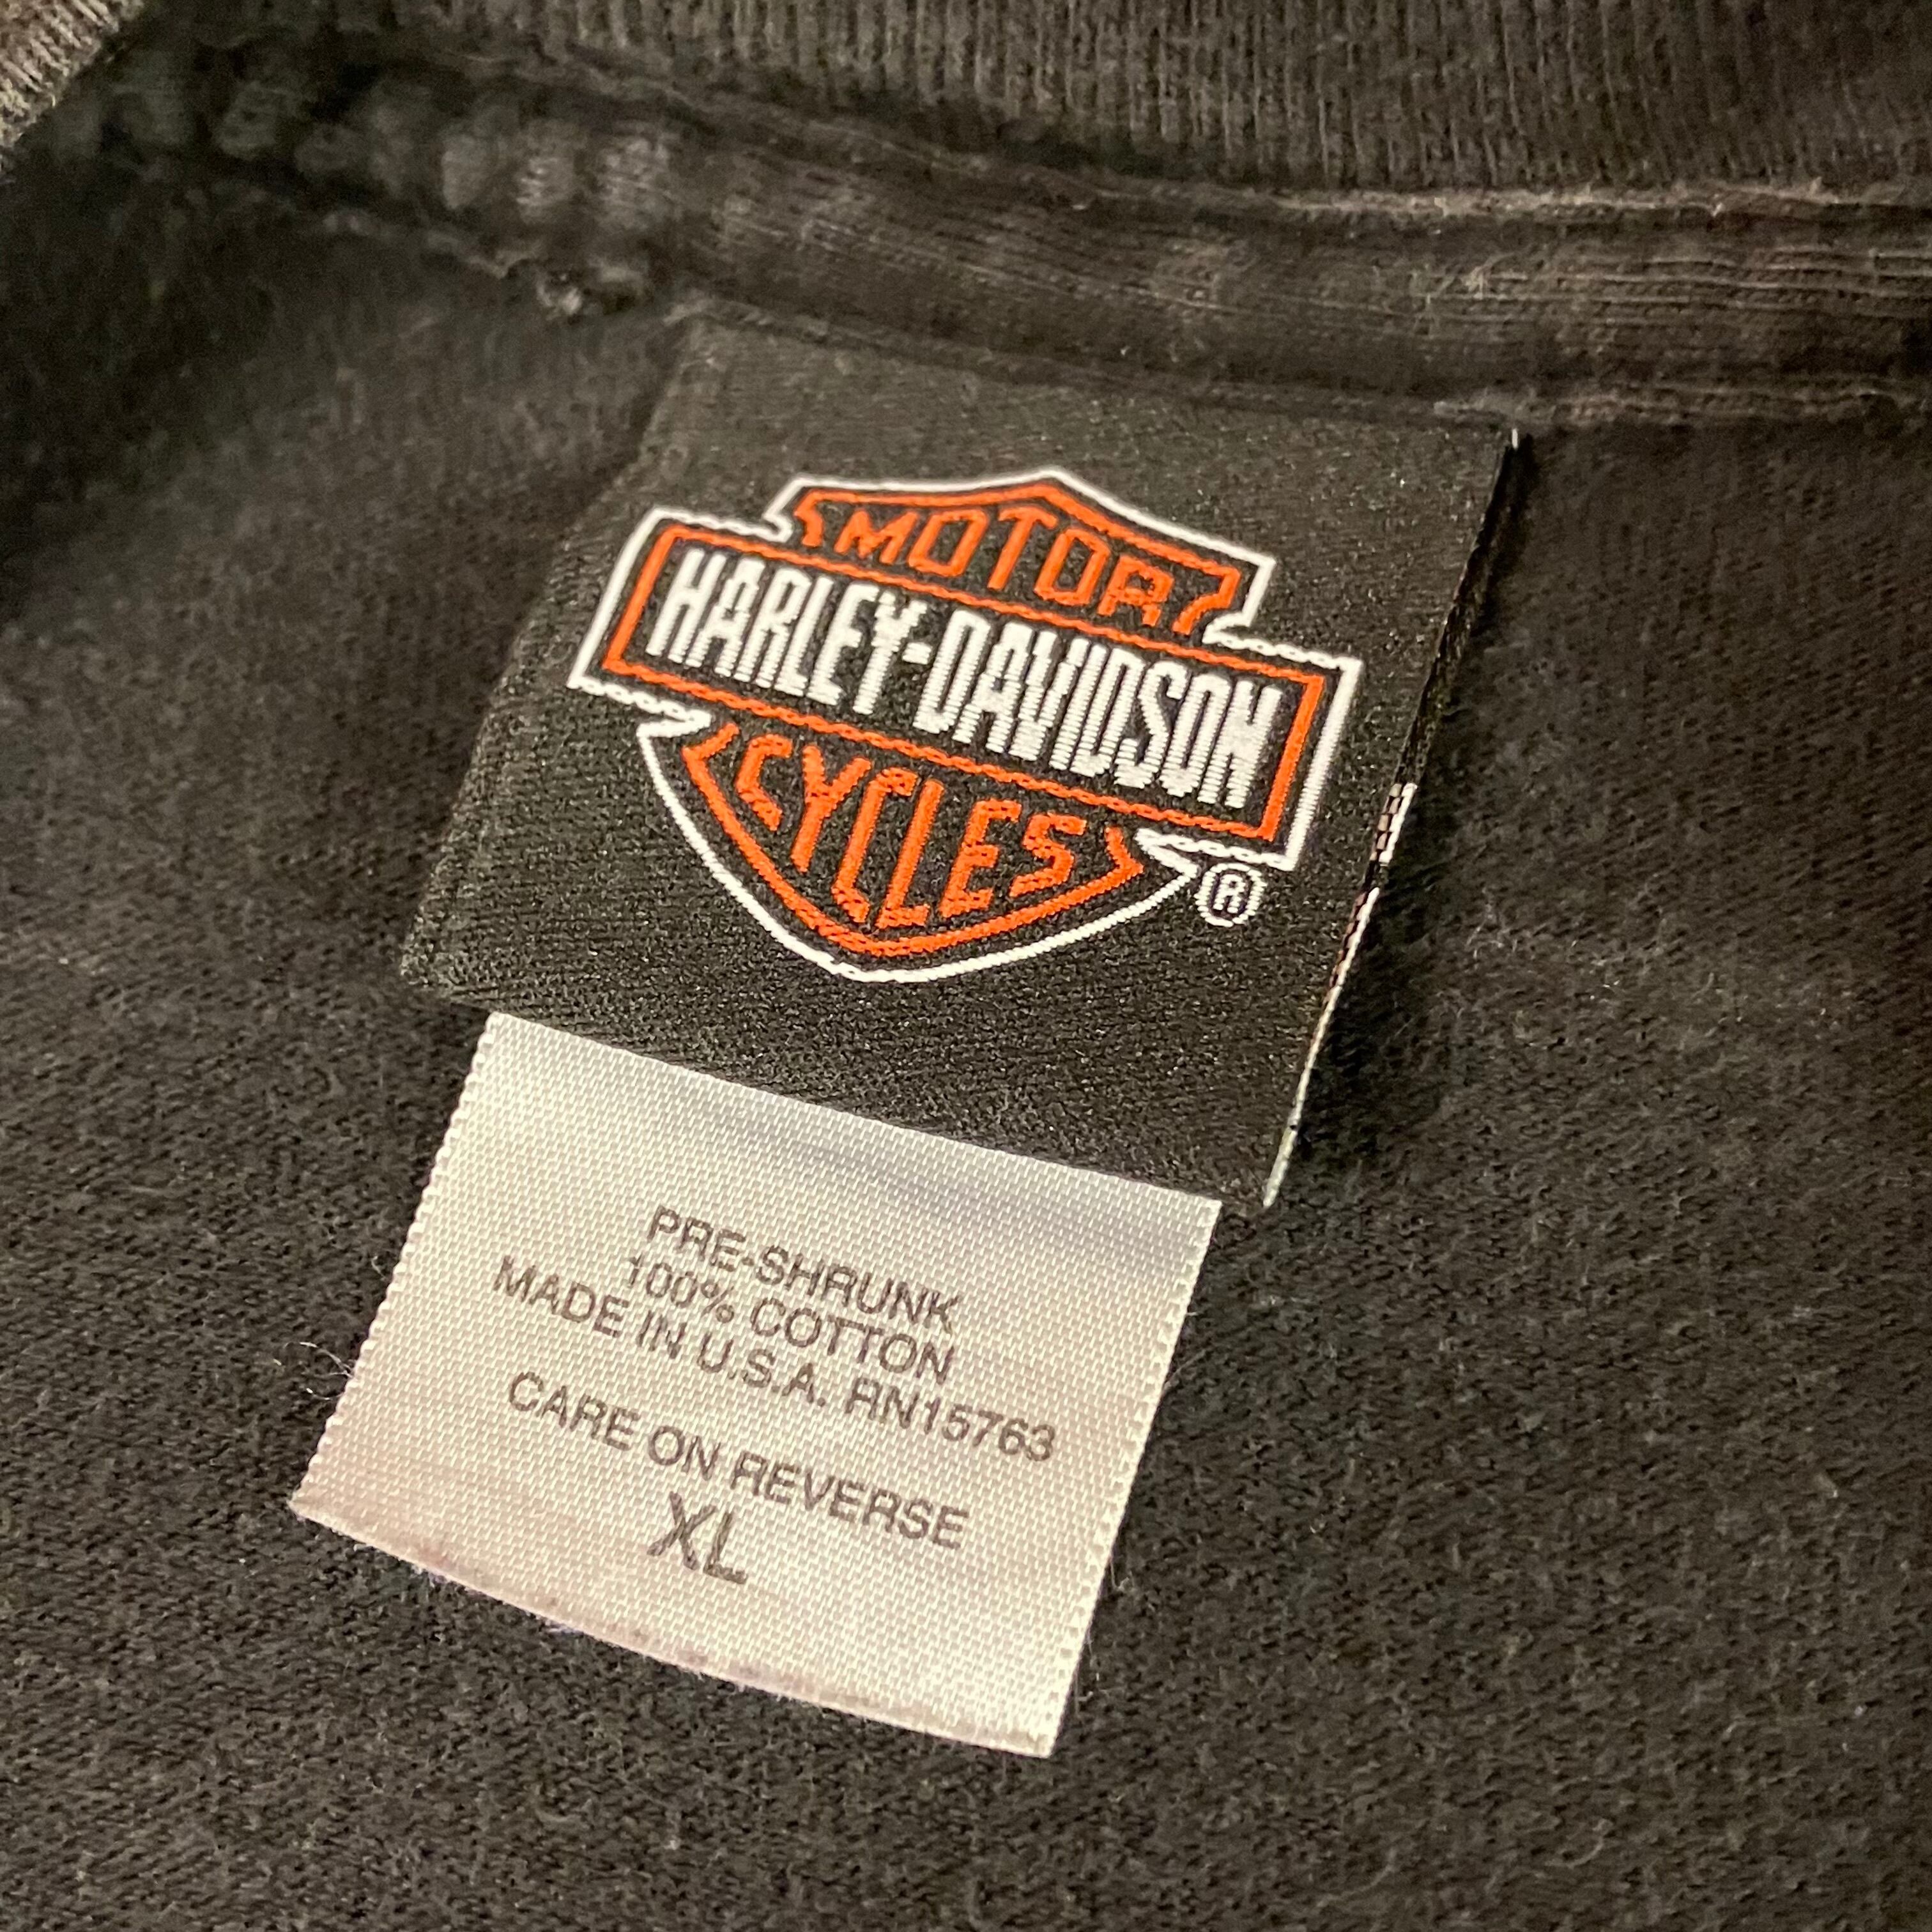 MOTOR
HARLEY-DAVIDSON
CYCLES
®
PRE-SHRUNK
100% COTTON
MADE IN U.S.A. RN15763
CARE ON REVERSE
XL